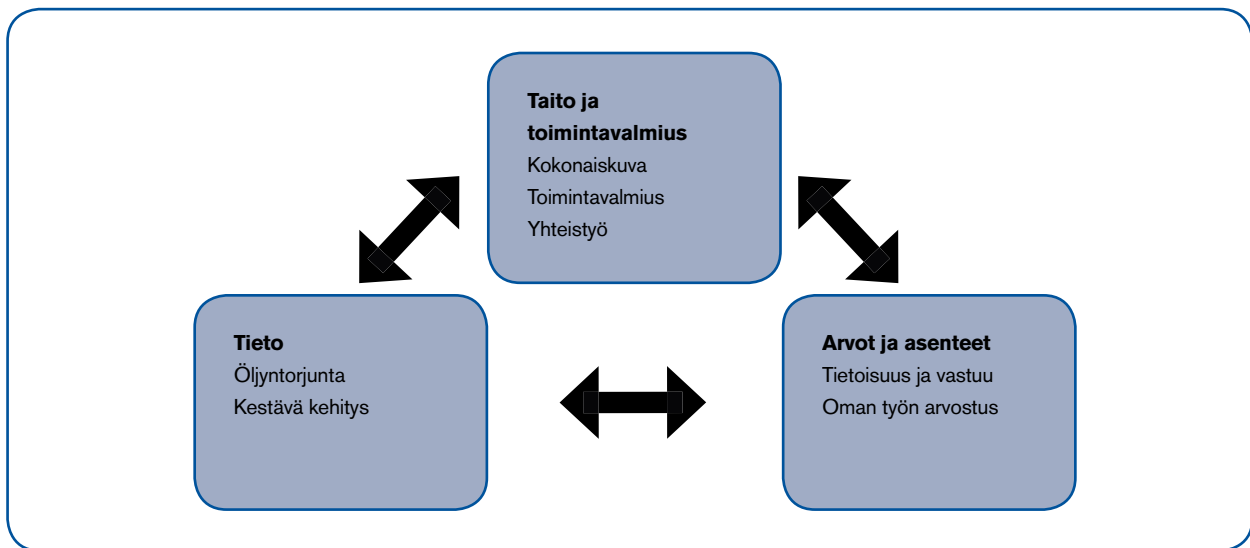 Taito ja
toimintavalmius
Kokonaiskuva
Toimintavalmius
Yhteistyö
Tieto
Öljyntorjunta
Kestävä kehitys
Arvot ja asenteet
Tietoisuus ja vastuu
Oman työn arvostus